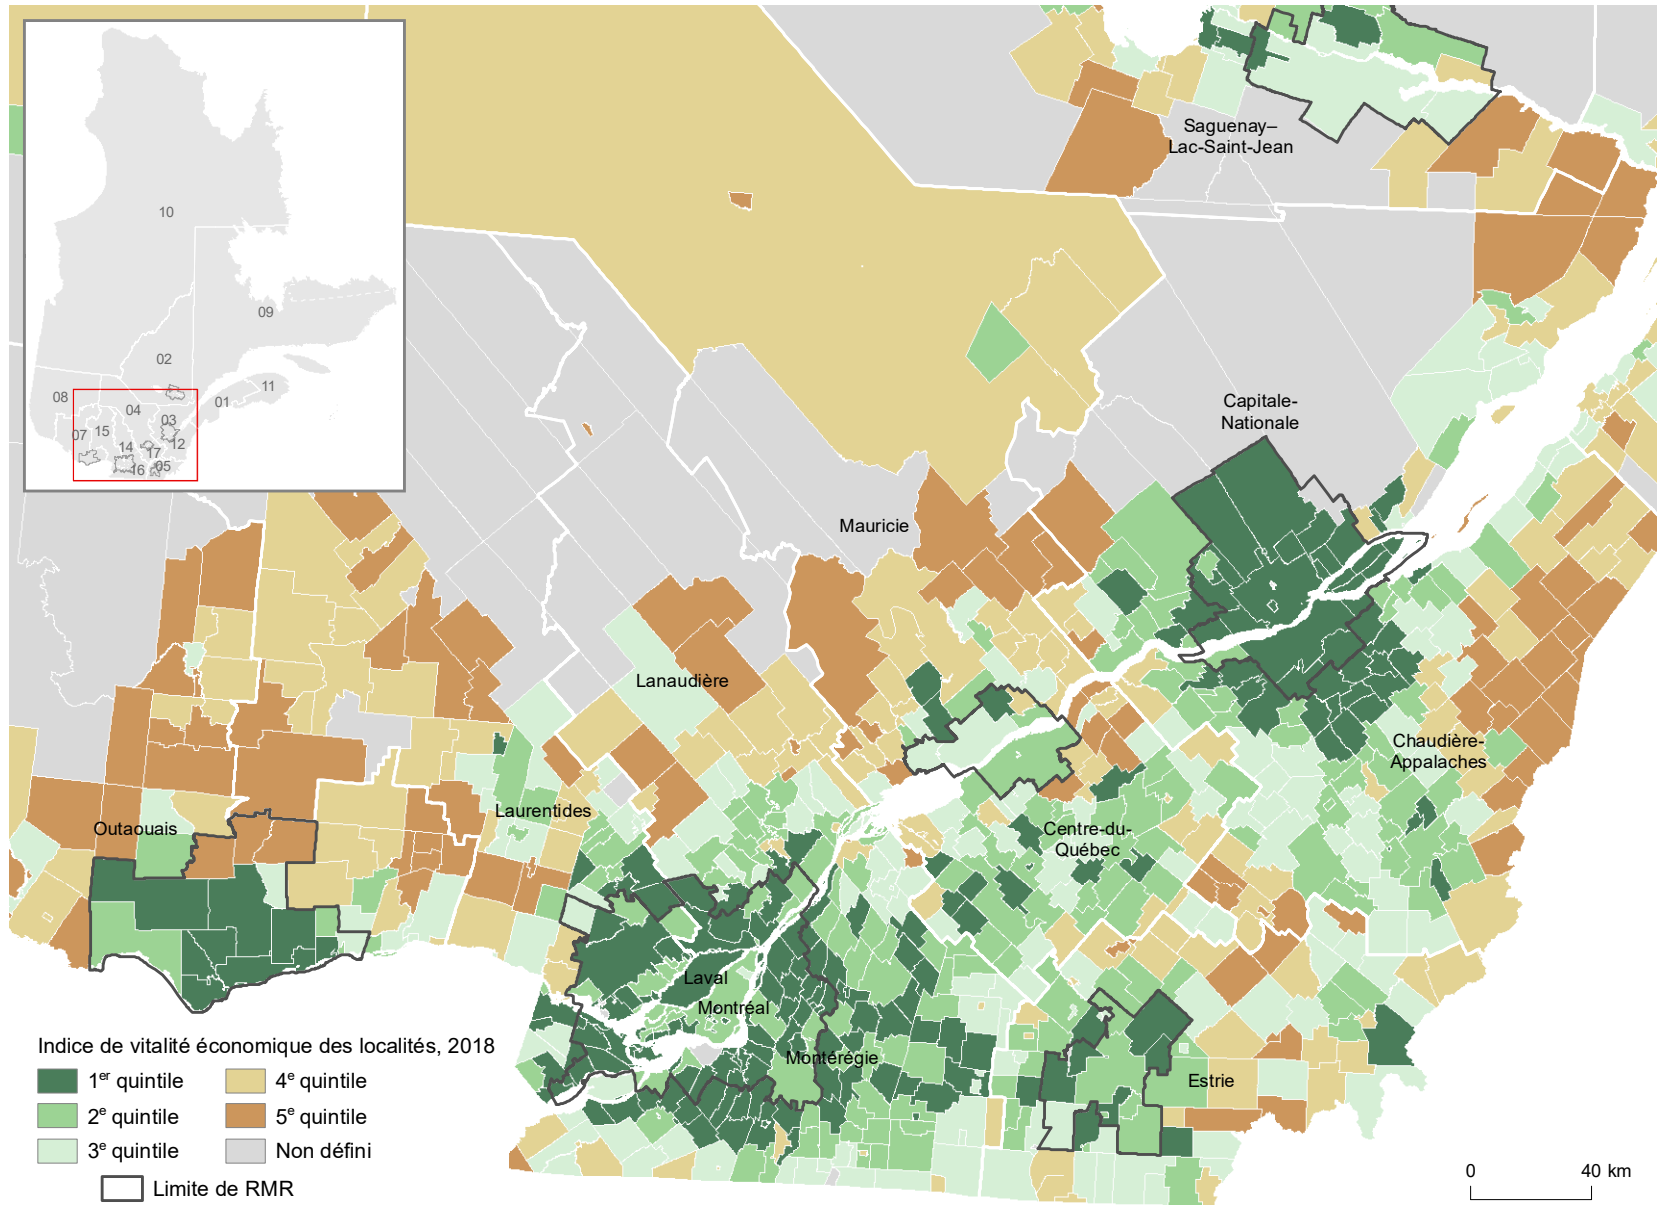 10
09
02
11
08
01
04
03
07
15
12
14
17
05
16
Saguenay–
Lac-Saint-Jean
Capitale-
Nationale
Mauricie
Lanaudière
Chaudière-
Appalaches
Laurentides
Outaouais
Centre-du-
Québec
Laval
Montréal
Montérégie
Estrie
Indice de vitalité économique des localités, 2018
1er quintile
4e quintile
2e quintile
5e quintile
3e quintile
Non défini
Limite de RMR
0 40 km